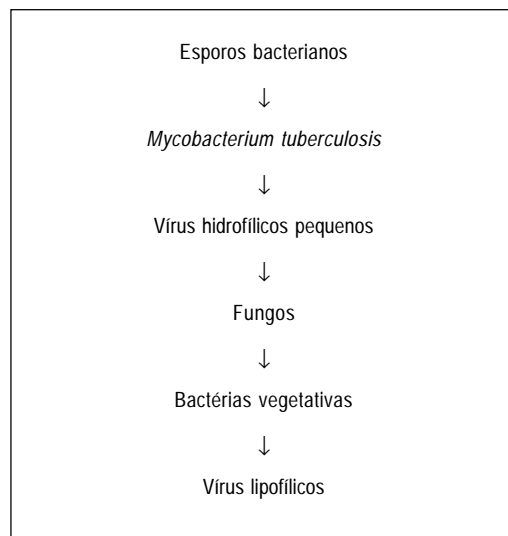 Esporos bacterianos
↓
Mycobacterium tuberculosis
↓
Vírus hidrofílicos pequenos
↓
Fungos
↓
Bactérias vegetativas
↓
Vírus lipofílicos